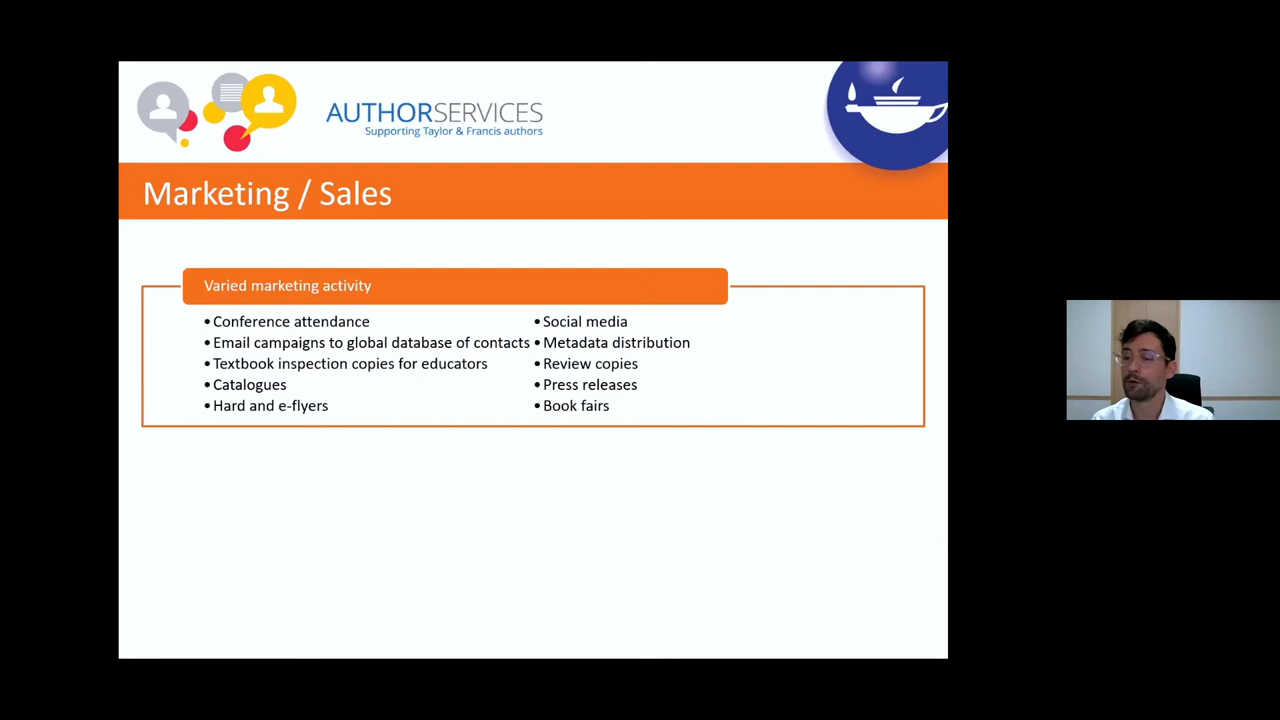 AUTHORSERVICES
Supporting Taylor & Francis authors
Marketing / Sales
Varied marketing activity
•Conference attendance
•Email campaigns to global database of contacts
•Textbook inspection copies for educators
•Catalogues
•Hard and e-flyers
•Social media
•Metadata distribution
•Review copies
•Press releases
•Book fairs